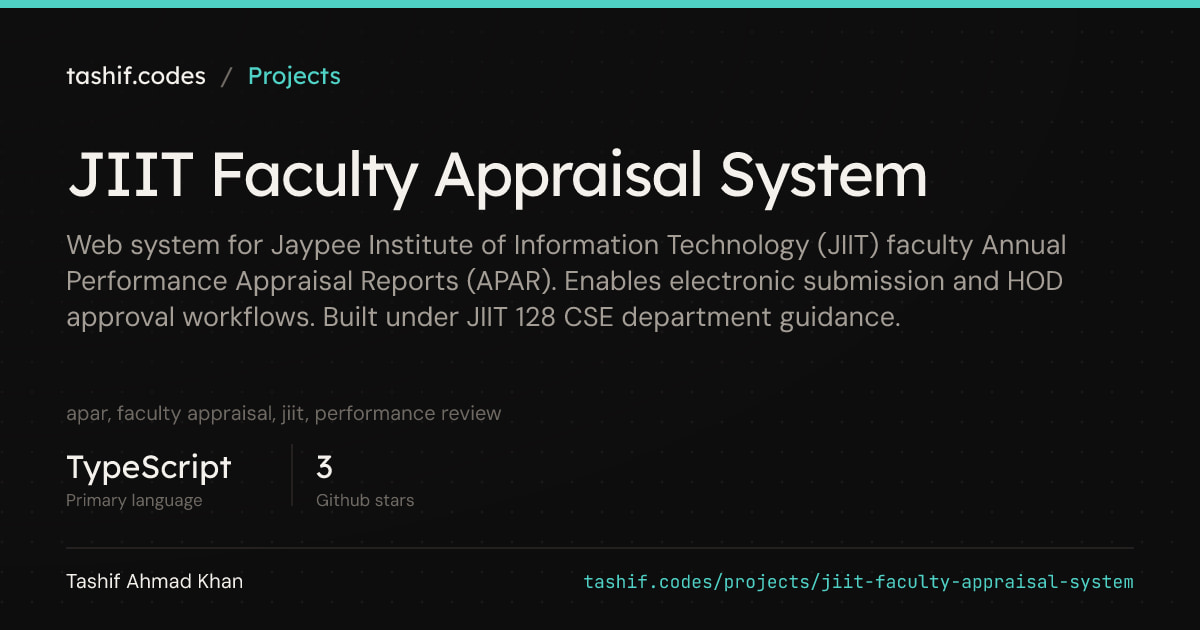 tashif.codes / Projects
JIIT Faculty Appraisal System
Web system for Jaypee Institute of Information Technology (JIIT) faculty Annual
Performance Appraisal Reports (APAR). Enables electronic submission and HOD
approval workflows. Built under JIIT 128 CSE department guidance.
apar, faculty appraisal, jiit, performance review
TypeScript 3
Primary language Github stars
Tashif Ahmad Khan tashif.codes/projects/jiit-faculty-appraisal-system